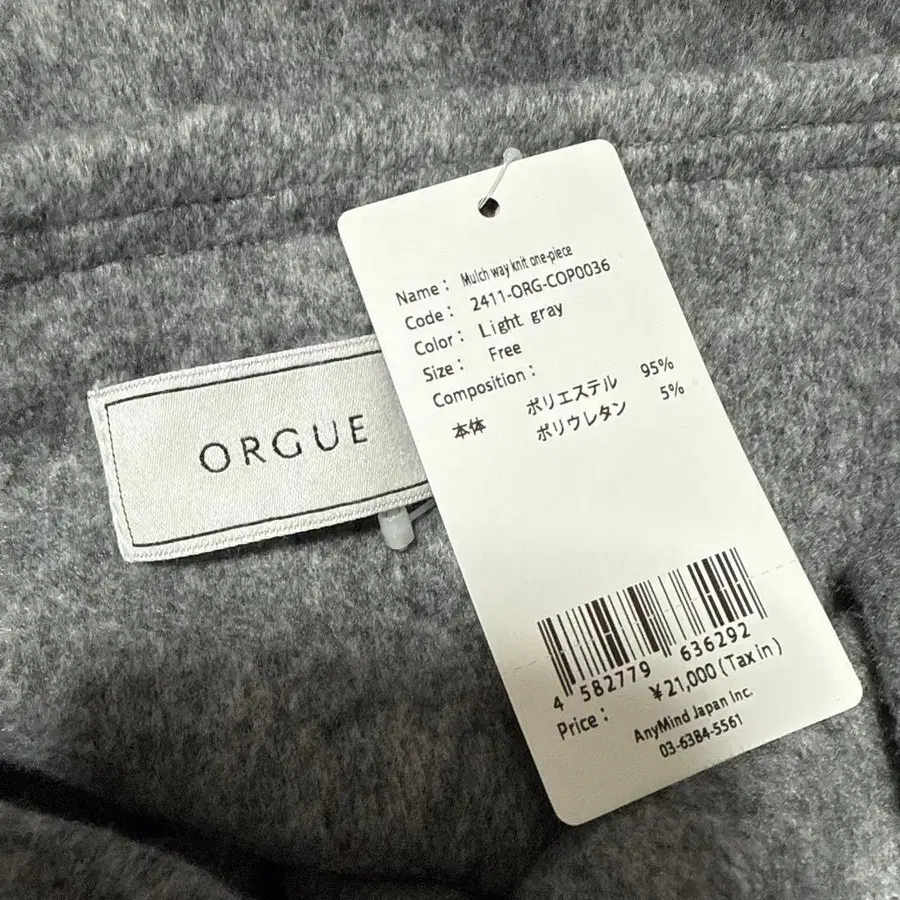 ORGUE
Name: Mulch way knit one-piece
Code: 2411-ORG-COP0036
Color: Light gray
Size: Free
Composition:
本体 ポリエステル 95%
ポリウレタン 5%
4 582779 636292
Price: ¥21,000(Taxin)
AnyMind Japan Inc.
03-6384-5561